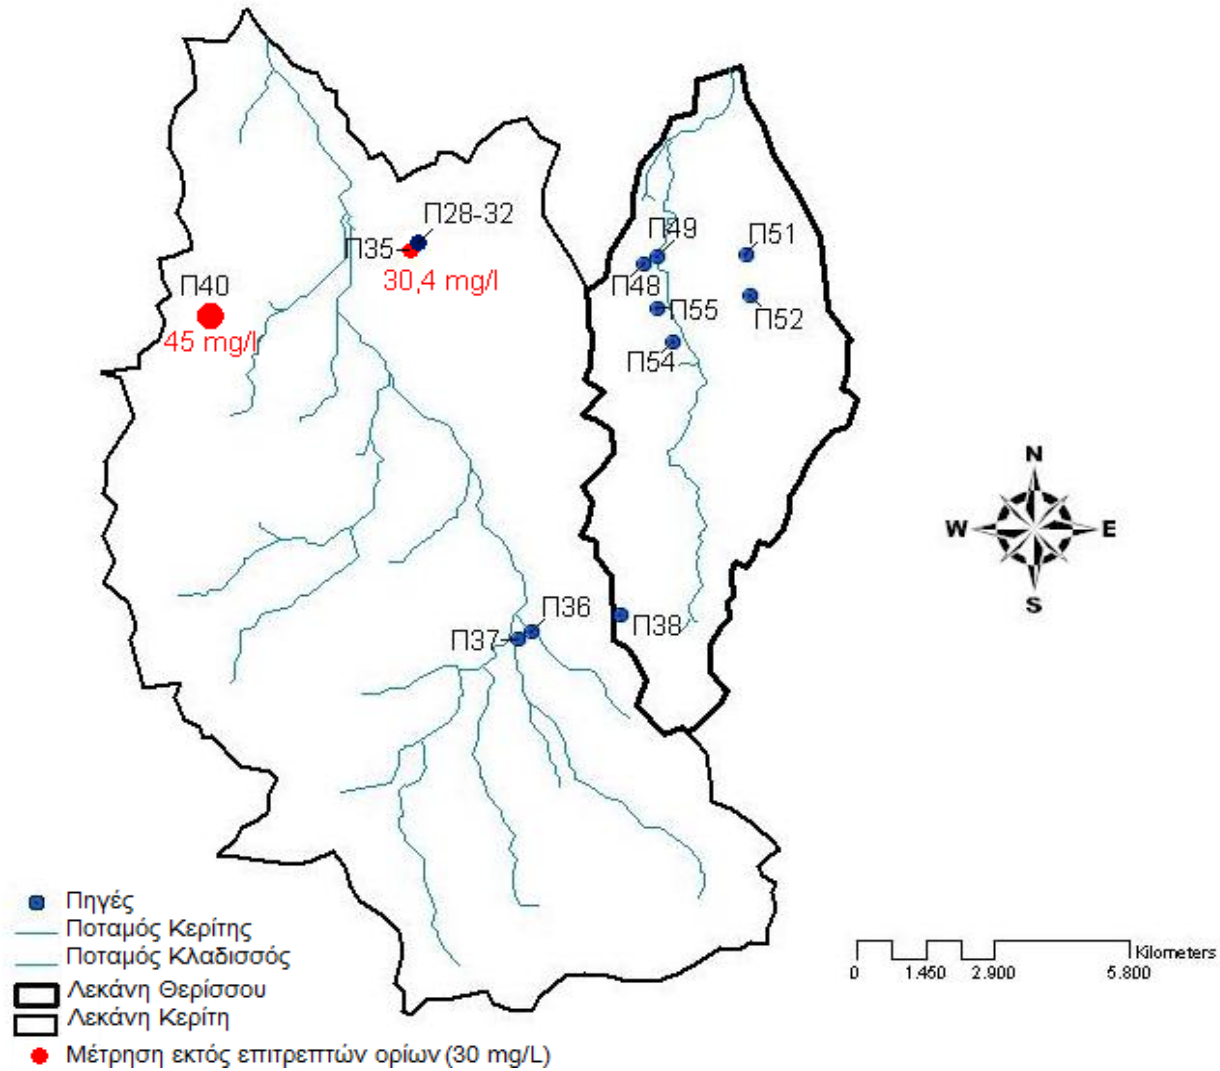 Π28-32
Π35
30,4 mg/l
Π40
45 mg/l
Π49
Π48
Π51
Π52
Π55
Π54
N
W
E
S
Π36
Π37
Π38
Πηγές
Ποταμός Κερίτης
Ποταμός Κλαδισσός
Λεκάνη Θερίσσου
Λεκάνη Κερίτη
Μέτρηση εκτός επιτρεπτών ορίων (30 mg/L)
Kilometers
0 1.450 2.900 5.800